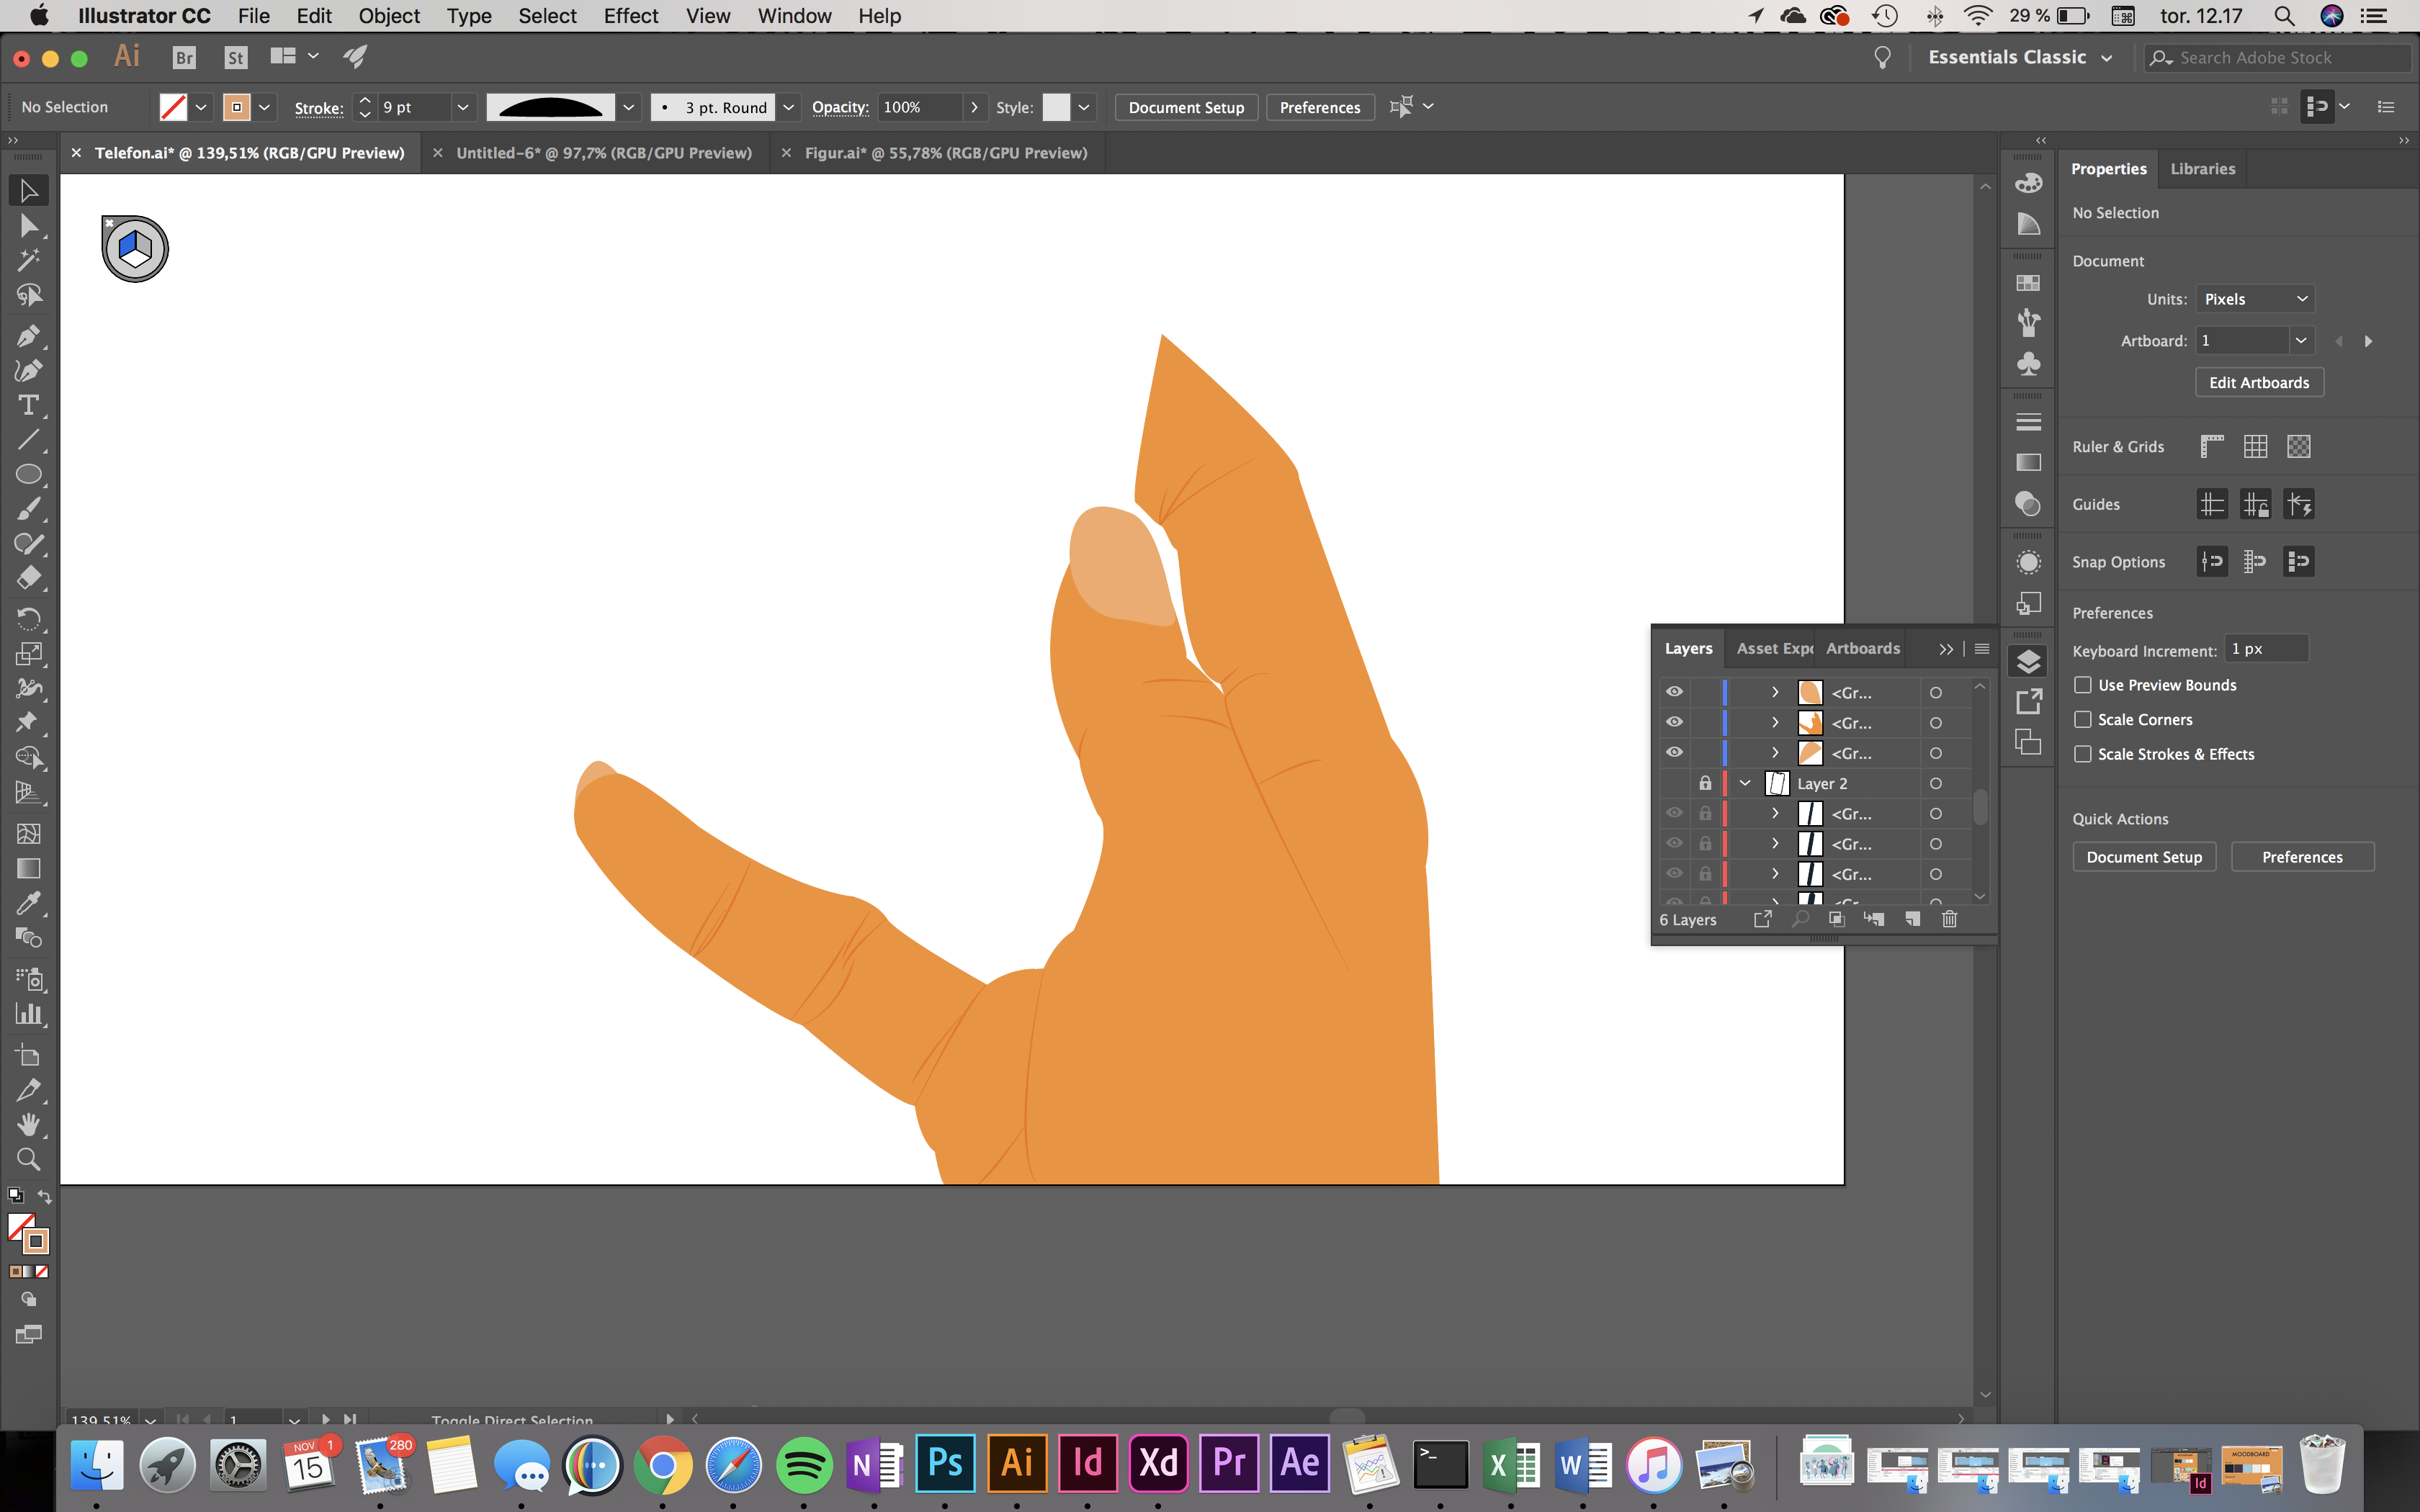 Illustrator CC File Edit Object Type Select Effect View Window Help 29 % tor. 12.17
Ai Br St Essentials Classic Search Adobe Stock
No Selection Stroke: 9 pt 3 pt. Round Opacity: 100% Style: Document Setup Preferences
Telefon.ai* @ 139,51% (RGB/GPU Preview) Untitled-6* @ 97,7% (RGB/GPU Preview) Figur.ai* @ 55,78% (RGB/GPU Preview)
Properties Libraries
No Selection
Document
Units: Pixels
Artboard: 1
Edit Artboards
Ruler & Grids
Guides
Snap Options
Preferences
Keyboard Increment: 1 px
Use Preview Bounds
Scale Corners
Scale Strokes & Effects
Quick Actions
Document Setup Preferences
Layers Asset Expo Artboards
<Gr...
<Gr...
<Gr...
Layer 2
<Gr...
<Gr...
<Gr...
<Gr...
6 Layers
139,51% 1 Toggle Direct Selection
NOV 15 1 280 N Ps Ai Id Xd Pr Ae >_ X W Id MOODBOARD